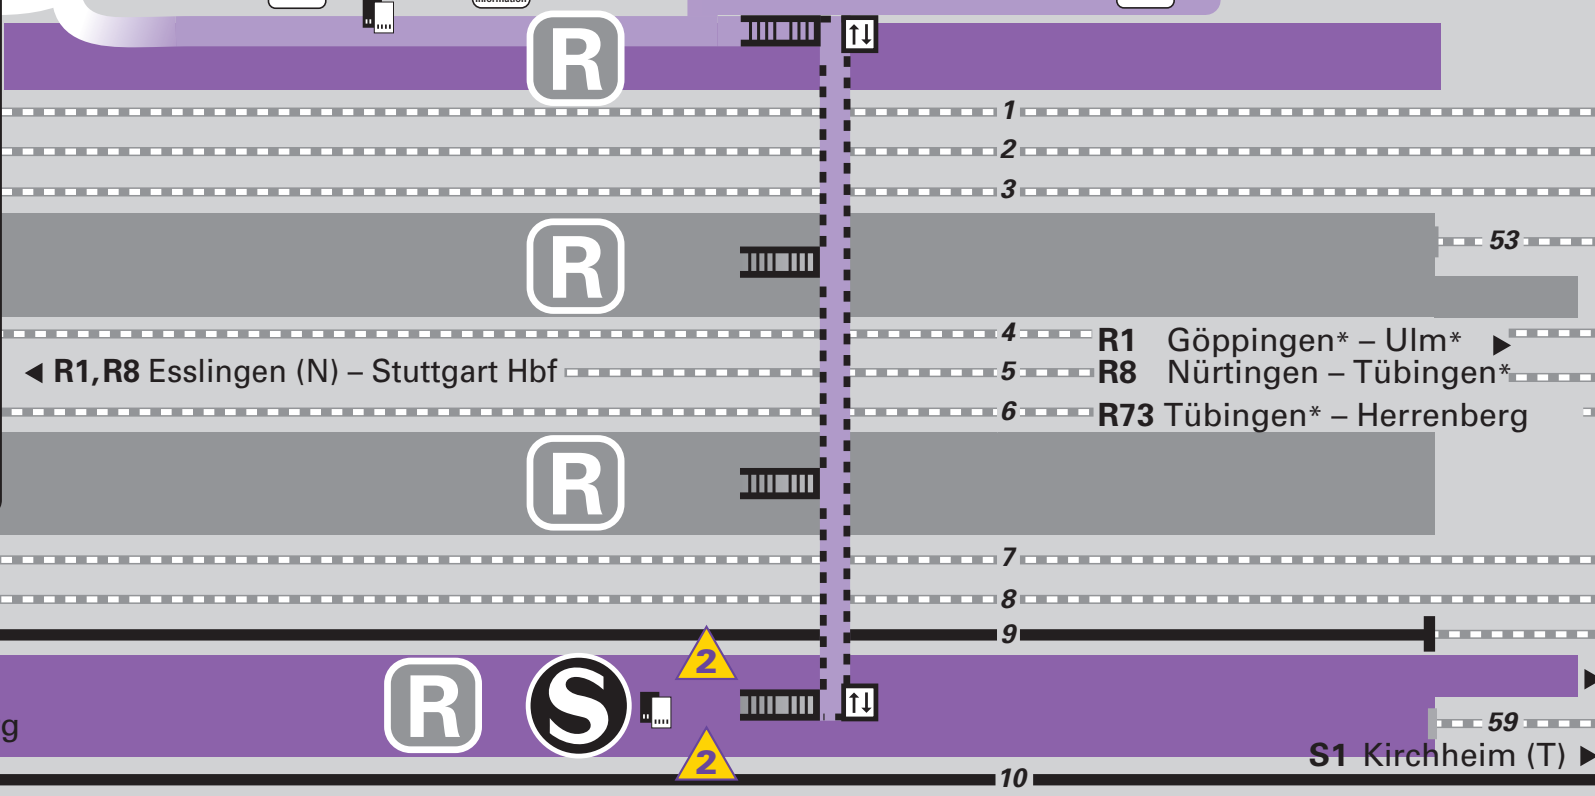 Information
R
1
2
3
R
53
4
R1 Göppingen* – Ulm*
R1, R8 Esslingen (N) – Stuttgart Hbf
5
R8 Nürtingen – Tübingen*
6
R73 Tübingen* – Herrenberg
R
7
8
9
2
R
S
59
g
2
S1 Kirchheim (T)
10